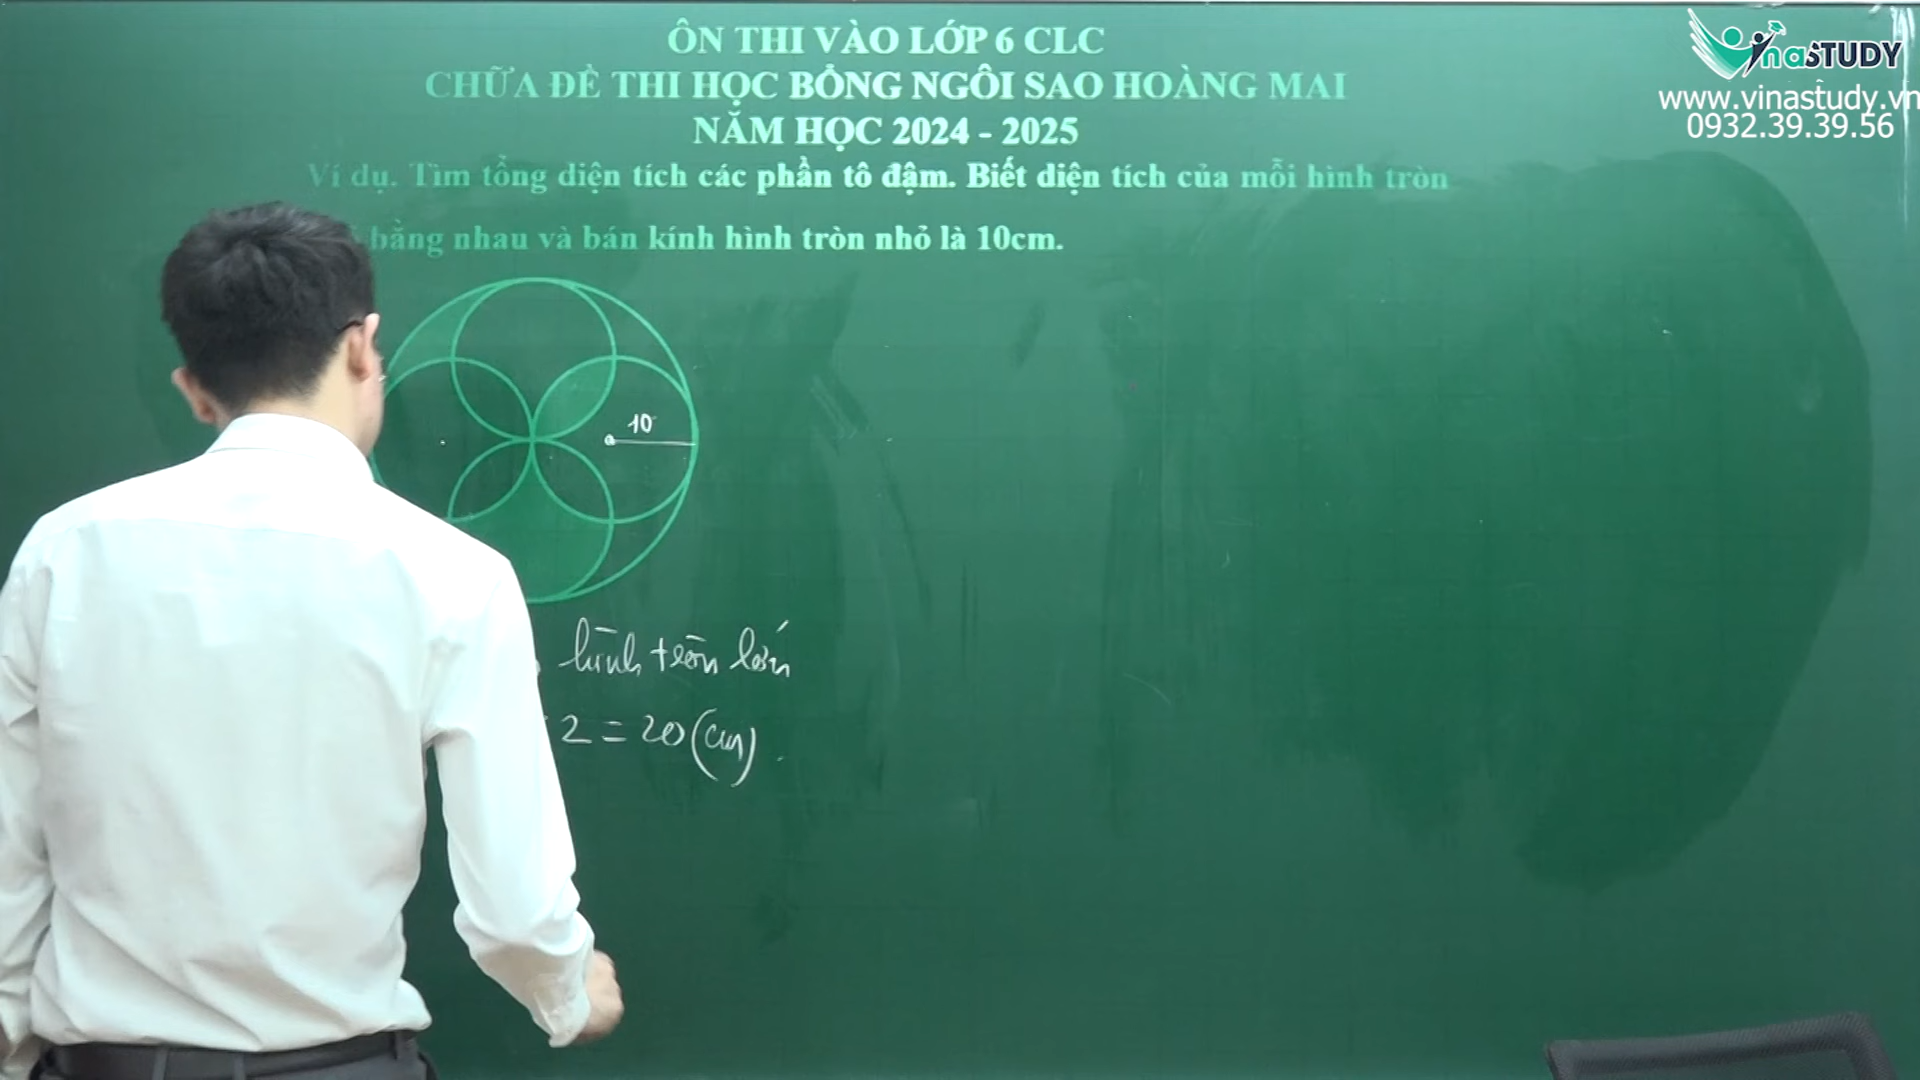 ÔN THI VÀO LỚP 6 CLC
CHỮA ĐỀ THI HỌC BỔNG NGÔI SAO HOÀNG MAI
NĂM HỌC 2024 - 2025
Ví dụ. Tìm tổng diện tích các phần tô đậm. Biết diện tích của mỗi hình tròn
bằng nhau và bán kính hình tròn nhỏ là 10cm.
10
hình tròn lớn
2 = 20 (cm)
VinaSTUDY
www.vinastudy.vn
0932.39.39.56